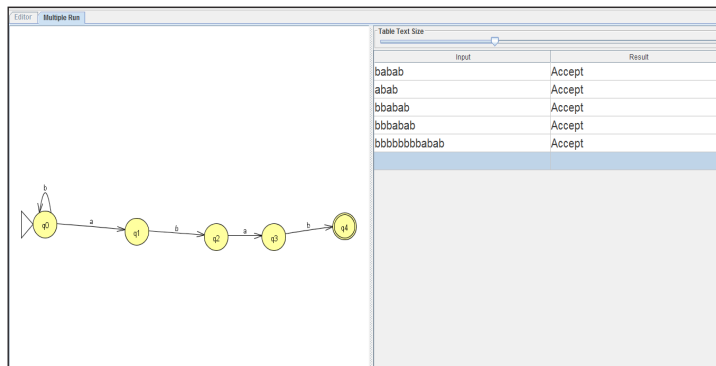 Editor Multiple Run
Table Text Size
Input Result
babab Accept
abab Accept
bbabab Accept
bbbabab Accept
bbbbbbbbabab Accept
b
q0 a q1 b q2 a q3 b q4